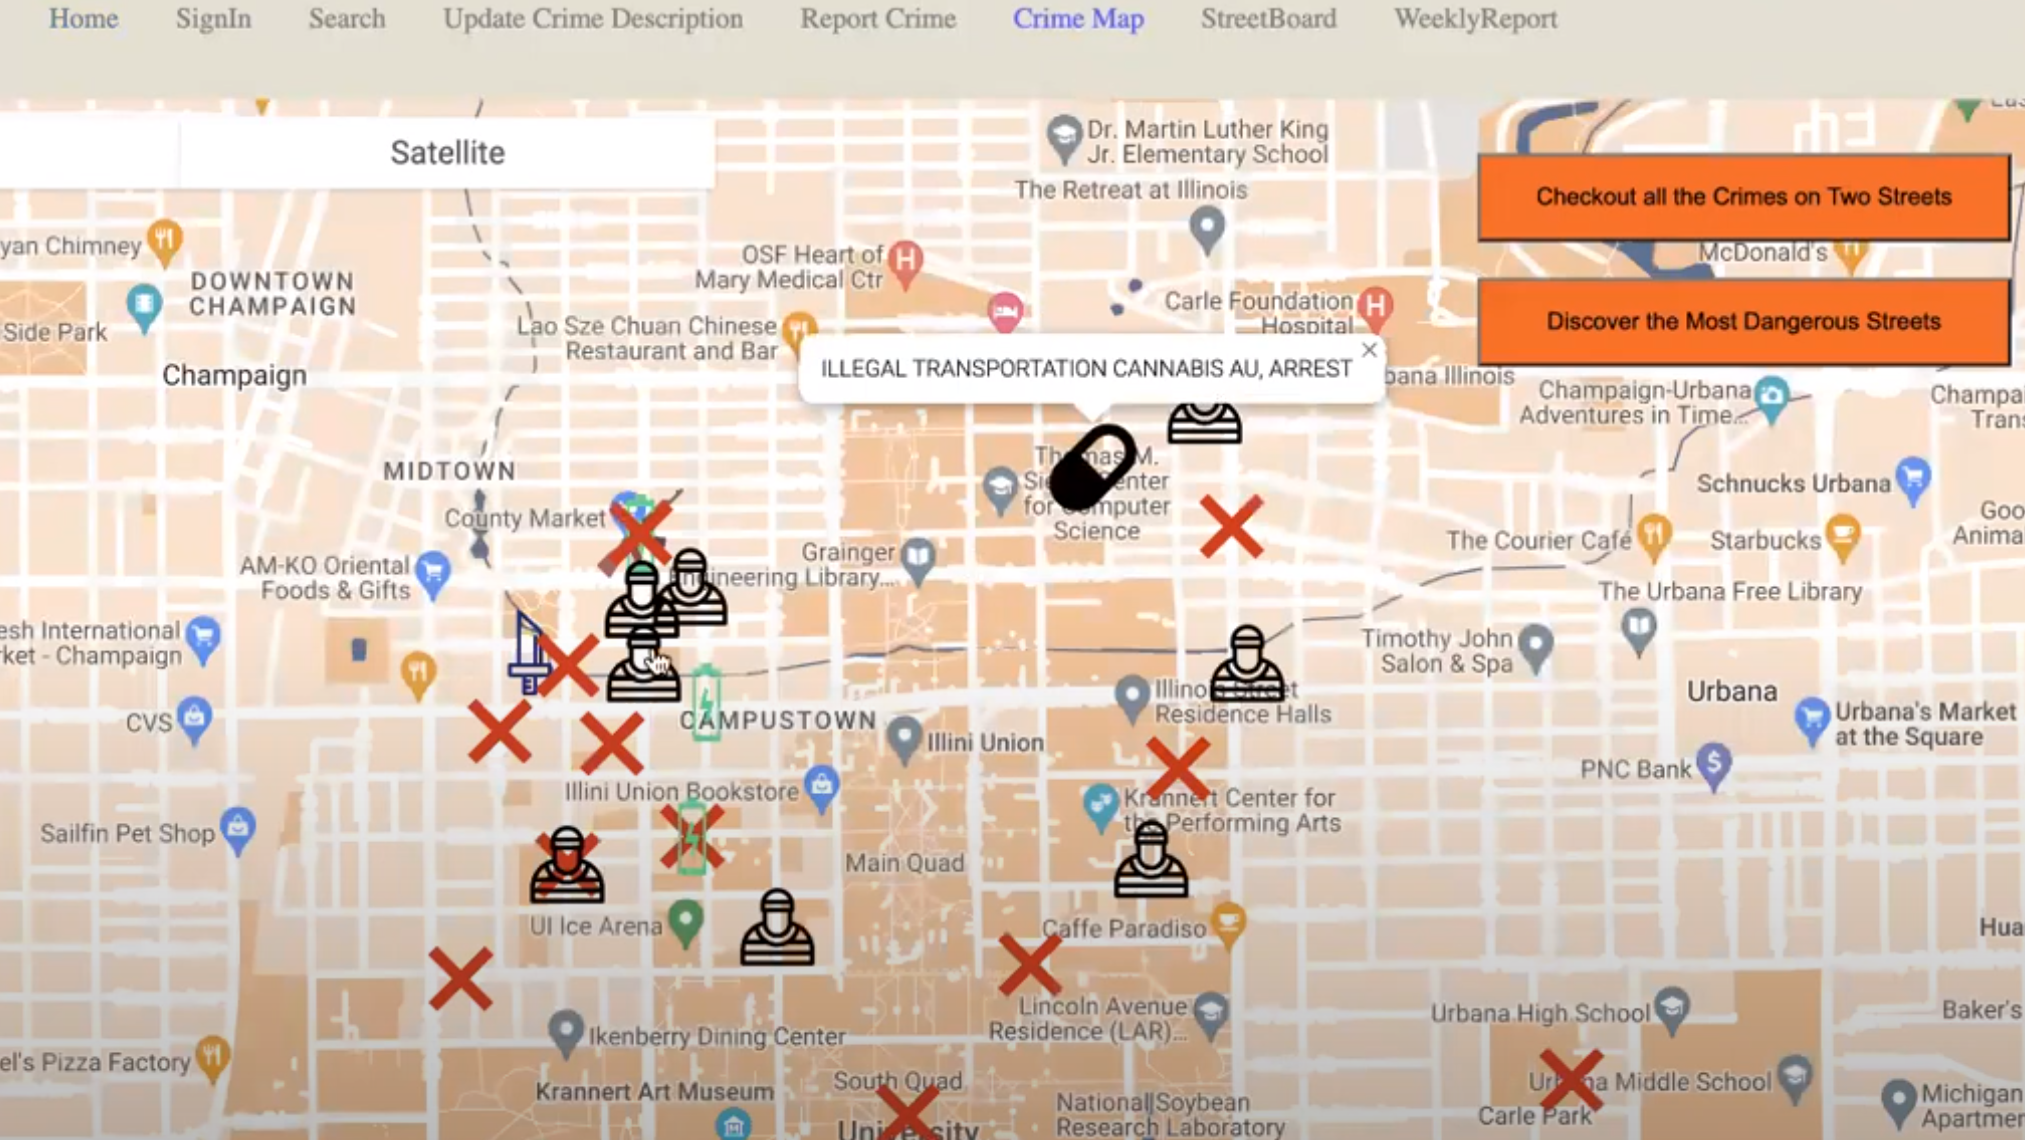 Home SignIn Search Update Crime Description Report Crime Crime Map StreetBoard WeeklyReport
Satellite
Dr. Martin Luther King
Jr. Elementary School
The Retreat at Illinois
Checkout all the Crimes on Two Streets
McDonald's
Discover the Most Dangerous Streets
yan Chimney
DOWNTOWN
CHAMPAIGN
Side Park
Champaign
OSF Heart of
Mary Medical Ctr
Carle Foundation
Hospital
Lao Sze Chuan Chinese
Restaurant and Bar
ILLEGAL TRANSPORTATION CANNABIS AU, ARREST
bana Illinois
Champaign-Urbana
Adventures in Time...
Champai
Trans
MIDTOWN
Thomas M.
Siebel Center
for Computer
Science
Schnucks Urbana
County Market
Goo
Anima
The Courier Café
Starbucks
Grainger
Engineering Library...
AM-KO Oriental
Foods & Gifts
The Urbana Free Library
esh International
rket - Champaign
Timothy John
Salon & Spa
Urbana
Illinois Street
Residence Halls
CVS
CAMPUSTOWN
Illini Union
Urbana's Market
at the Square
PNC Bank
Illini Union Bookstore
Krannert Center for
the Performing Arts
Sailfin Pet Shop
Main Quad
UI Ice Arena
Caffe Paradiso
Hua
Lincoln Avenue
Residence (LAR)...
Urbana High School
Baker's
Ikenberry Dining Center
el's Pizza Factory
South Quad
Krannert Art Museum
Urbana Middle School
Carle Park
Michigan
Apartmen
National Soybean
Research Laboratory
University